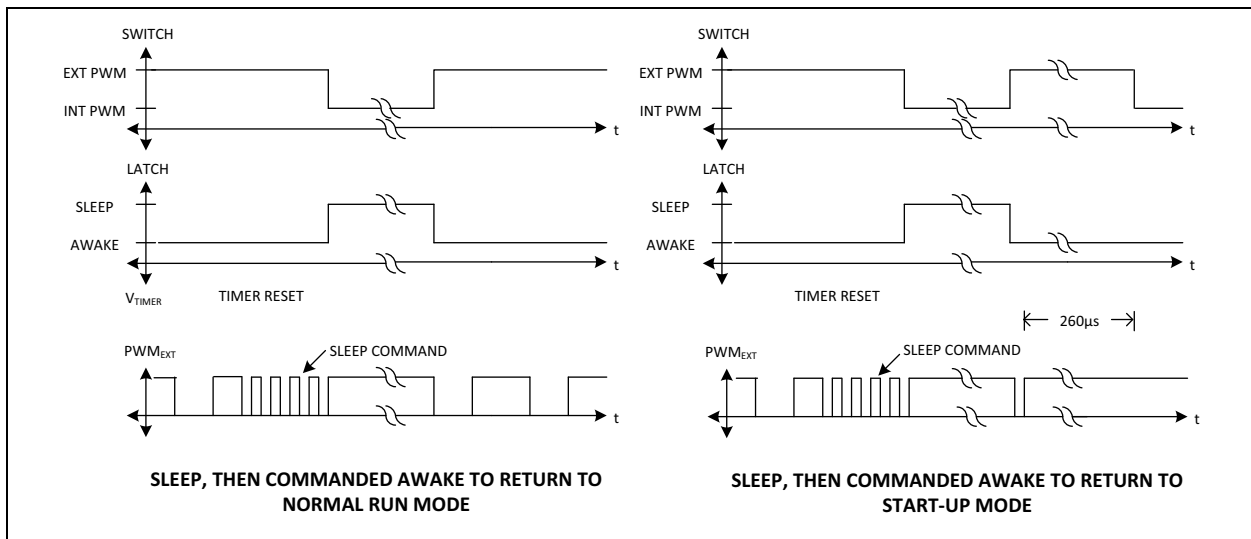 SWITCH
EXT PWM
INT PWM
t
LATCH
SLEEP
AWAKE
t
VTIMER
TIMER RESET
PWMEXT
SLEEP COMMAND
t
SLEEP, THEN COMMANDED AWAKE TO RETURN TO
NORMAL RUN MODE
SWITCH
EXT PWM
INT PWM
t
LATCH
SLEEP
AWAKE
t
TIMER RESET
260µs
PWMEXT
SLEEP COMMAND
t
SLEEP, THEN COMMANDED AWAKE TO RETURN TO
START-UP MODE